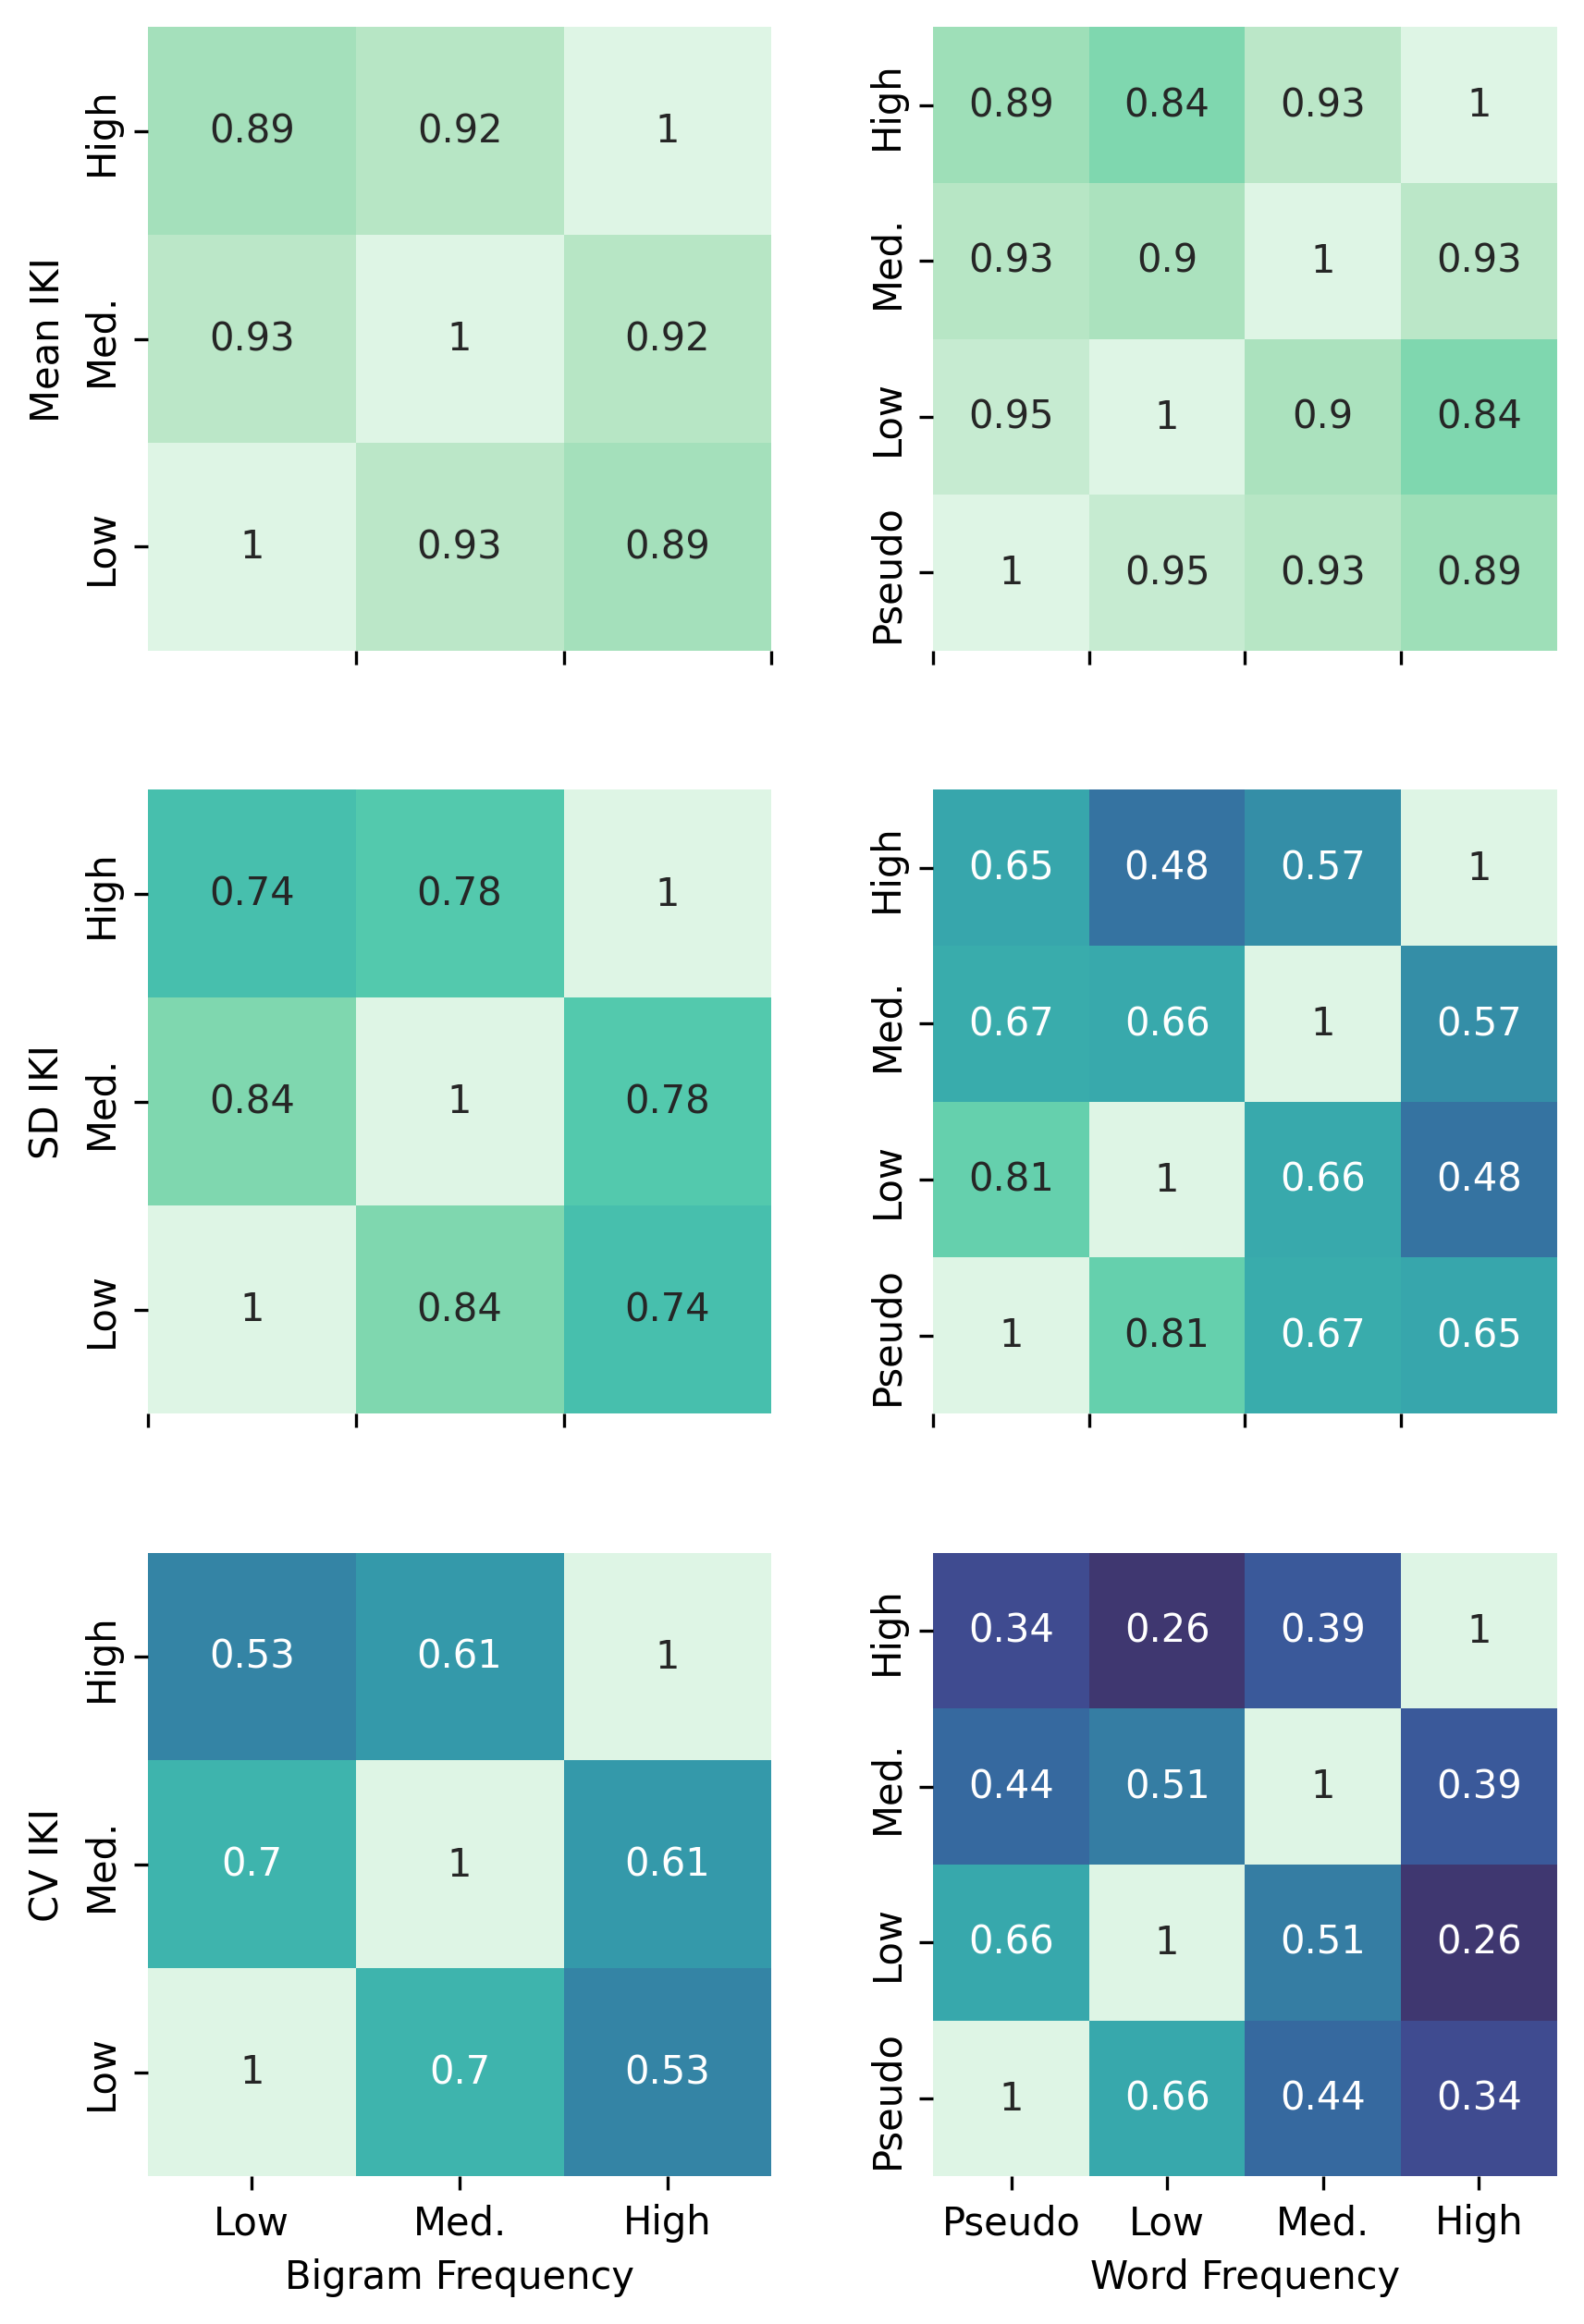 Mean IKI
High 0.89 0.92 1
Med. 0.93 1 0.92
Low 1 0.93 0.89
High 0.89 0.84 0.93 1
Med. 0.93 0.9 1 0.93
Low 0.95 1 0.9 0.84
Pseudo 1 0.95 0.93 0.89
SD IKI
High 0.74 0.78 1
Med. 0.84 1 0.78
Low 1 0.84 0.74
High 0.65 0.48 0.57 1
Med. 0.67 0.66 1 0.57
Low 0.81 1 0.66 0.48
Pseudo 1 0.81 0.67 0.65
CV IKI
High 0.53 0.61 1
Med. 0.7 1 0.61
Low 1 0.7 0.53
Low Med. High
Bigram Frequency
High 0.34 0.26 0.39 1
Med. 0.44 0.51 1 0.39
Low 0.66 1 0.51 0.26
Pseudo 1 0.66 0.44 0.34
Pseudo Low Med. High
Word Frequency